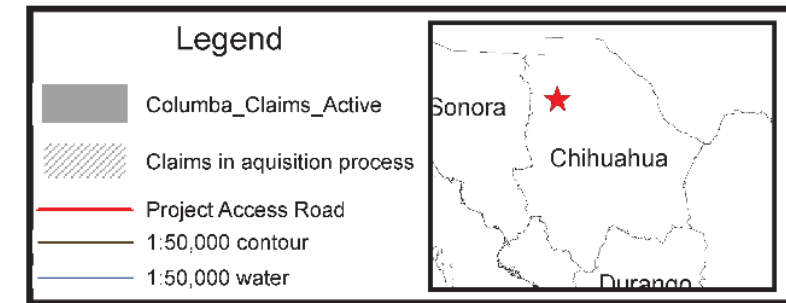 Legend
Columba_Claims_Active
Claims in aquisition process
Project Access Road
1:50,000 contour
1:50,000 water
Sonora
Chihuahua
Durango